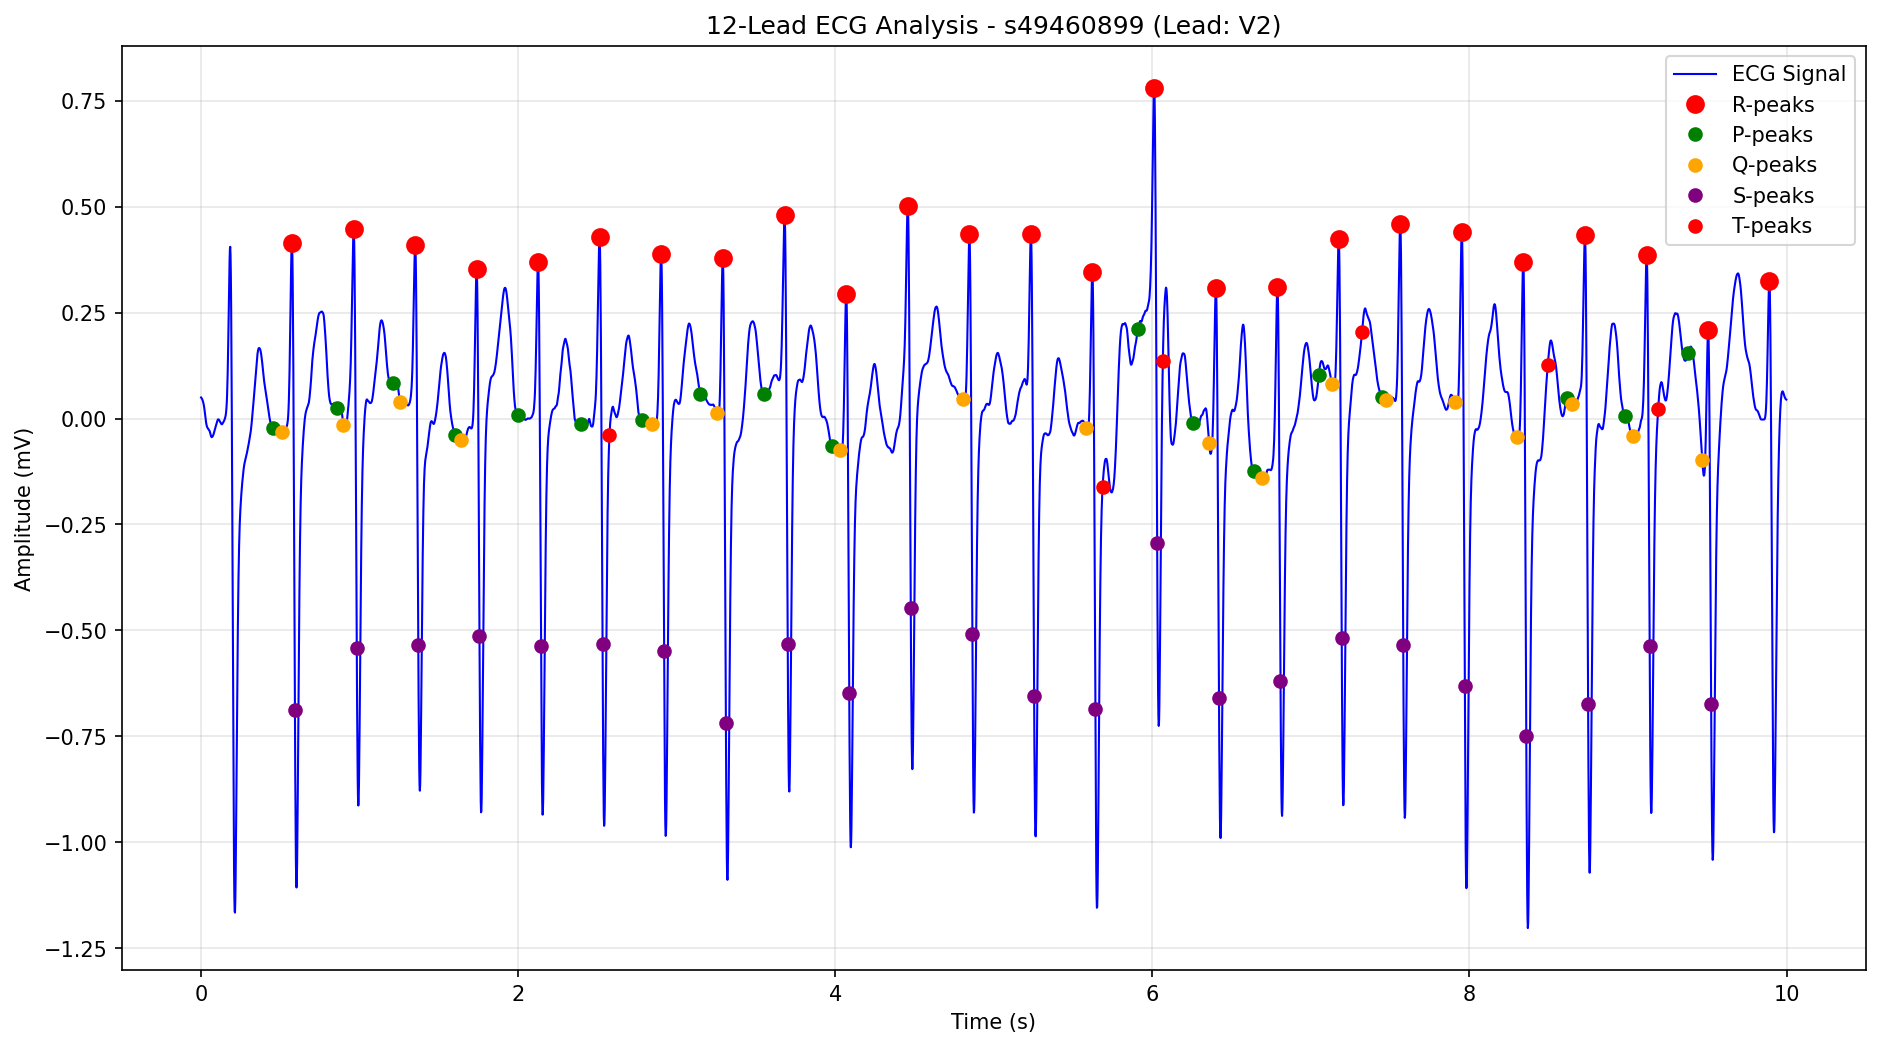 12-Lead ECG Analysis - s49460899 (Lead: V2)
ECG Signal
R-peaks
P-peaks
Q-peaks
S-peaks
T-peaks
Amplitude (mV)
0.75
0.50
0.25
0.00
−0.25
−0.50
−0.75
−1.00
−1.25
0 2 4 6 8 10
Time (s)